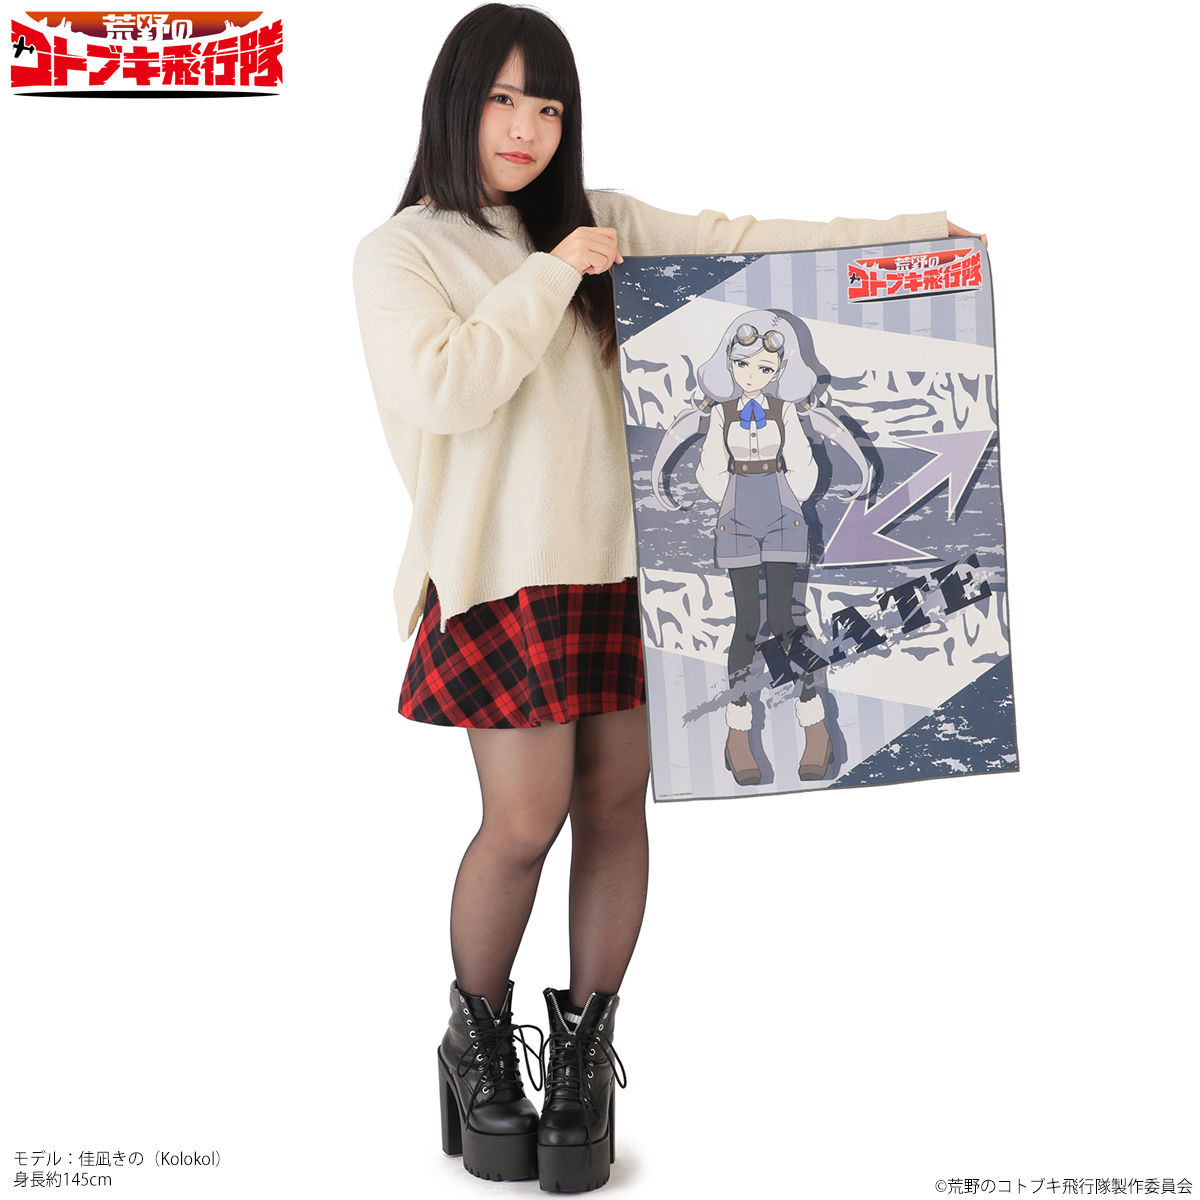 荒野の
コトブキ飛行隊
荒野の
コトブキ飛行隊
KATE
モデル：佳凪きの（Kolokol）
身長約145cm
©荒野のコトブキ飛行隊製作委員会